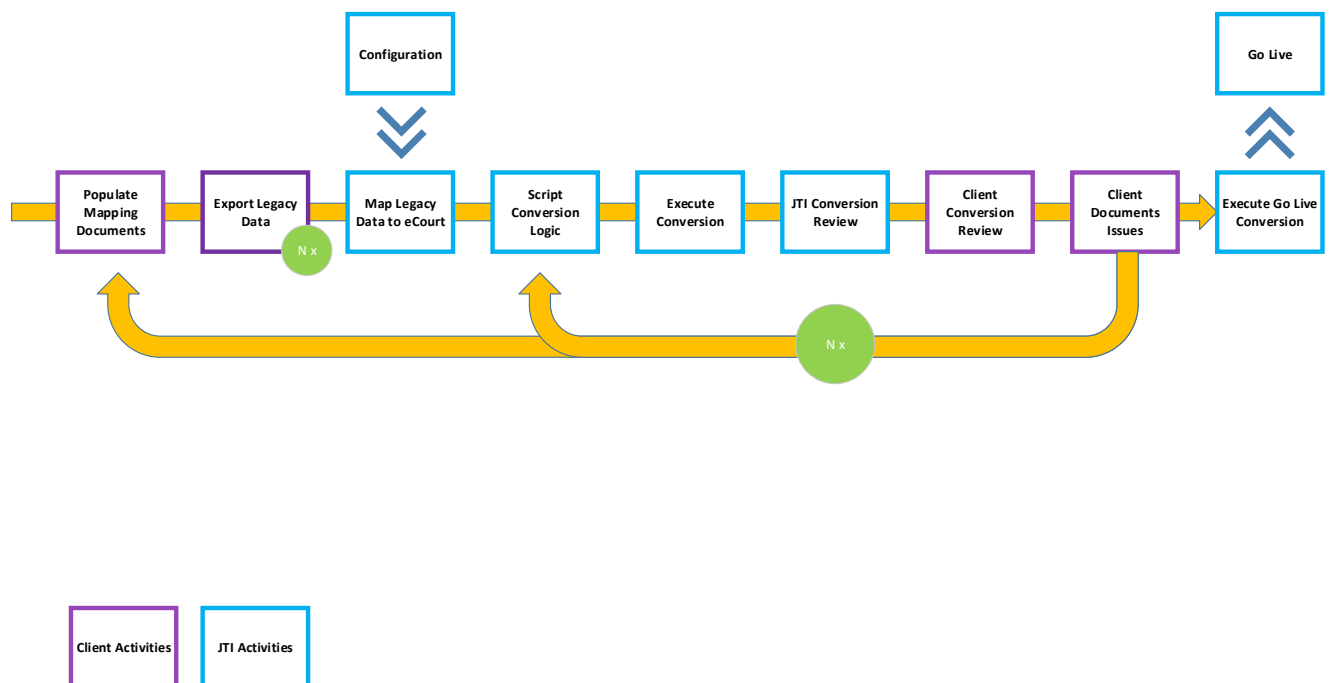 Configuration
Go Live
Populate
Mapping
Documents
Export Legacy
Data
N x
Map Legacy
Data to eCourt
Script
Conversion
Logic
Execute
Conversion
JTI Conversion
Review
Client
Conversion
Review
Client
Documents
Issues
Execute Go Live
Conversion
N x
Client Activities
JTI Activities